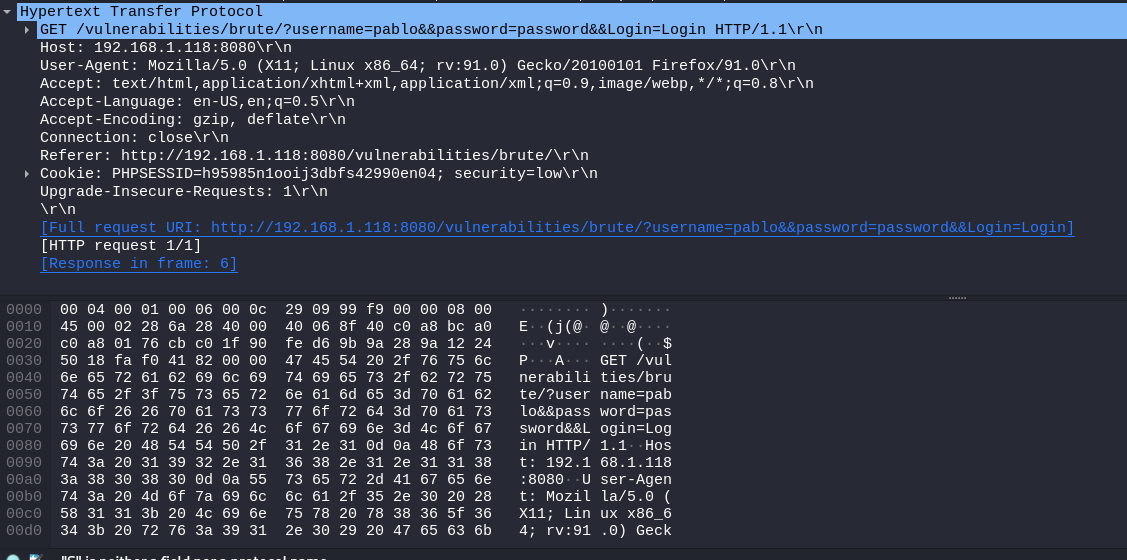 Hypertext Transfer Protocol
GET /vulnerabilities/brute/?username=pablo&&password=password&&Login=Login HTTP/1.1\r\n
Host: 192.168.1.118:8080\r\n
User-Agent: Mozilla/5.0 (X11; Linux x86_64; rv:91.0) Gecko/20100101 Firefox/91.0\r\n
Accept: text/html,application/xhtml+xml,application/xml;q=0.9,image/webp,*/*;q=0.8\r\n
Accept-Language: en-US,en;q=0.5\r\n
Accept-Encoding: gzip, deflate\r\n
Connection: close\r\n
Referer: http://192.168.1.118:8080/vulnerabilities/brute/\r\n
Cookie: PHPSESSID=h95985n1ooij3dbfs42990en04; security=low\r\n
Upgrade-Insecure-Requests: 1\r\n
\r\n
[Full request URI: http://192.168.1.118:8080/vulnerabilities/brute/?username=pablo&&password=password&&Login=Login]
[HTTP request 1/1]
[Response in frame: 6]
0000 00 04 00 01 00 06 00 0c 29 09 99 f9 00 00 08 00 ········ )·······
0010 45 00 02 28 6a 28 40 00 40 06 8f 40 c0 a8 bc a0 E··(j(@· @··@····
0020 c0 a8 01 76 cb c0 1f 90 fe d6 9b 9a 28 9a 12 24 ···v···· ····(··$
0030 50 18 fa f0 41 82 00 00 47 45 54 20 2f 76 75 6c P···A··· GET /vul
0040 6e 65 72 61 62 69 6c 69 74 69 65 73 2f 62 72 75 nerabili ties/bru
0050 74 65 2f 3f 75 73 65 72 6e 61 6d 65 3d 70 61 62 te/?user name=pab
0060 6c 6f 26 26 70 61 73 73 77 6f 72 64 3d 70 61 73 lo&&pass word=pas
0070 73 77 6f 72 64 26 26 4c 6f 67 69 6e 3d 4c 6f 67 sword&&L ogin=Log
0080 69 6e 20 48 54 54 50 2f 31 2e 31 0d 0a 48 6f 73 in HTTP/ 1.1··Hos
0090 74 3a 20 31 39 32 2e 31 36 38 2e 31 2e 31 31 38 t: 192.1 68.1.118
00a0 3a 38 30 38 30 0d 0a 55 73 65 72 2d 41 67 65 6e :8080··U ser-Agen
00b0 74 3a 20 4d 6f 7a 69 6c 6c 61 2f 35 2e 30 20 28 t: Mozil la/5.0 (
00c0 58 31 31 3b 20 4c 69 6e 75 78 20 78 38 36 5f 36 X11; Lin ux x86_6
00d0 34 3b 20 72 76 3a 39 31 2e 30 29 20 47 65 63 6b 4; rv:91 .0) Geck